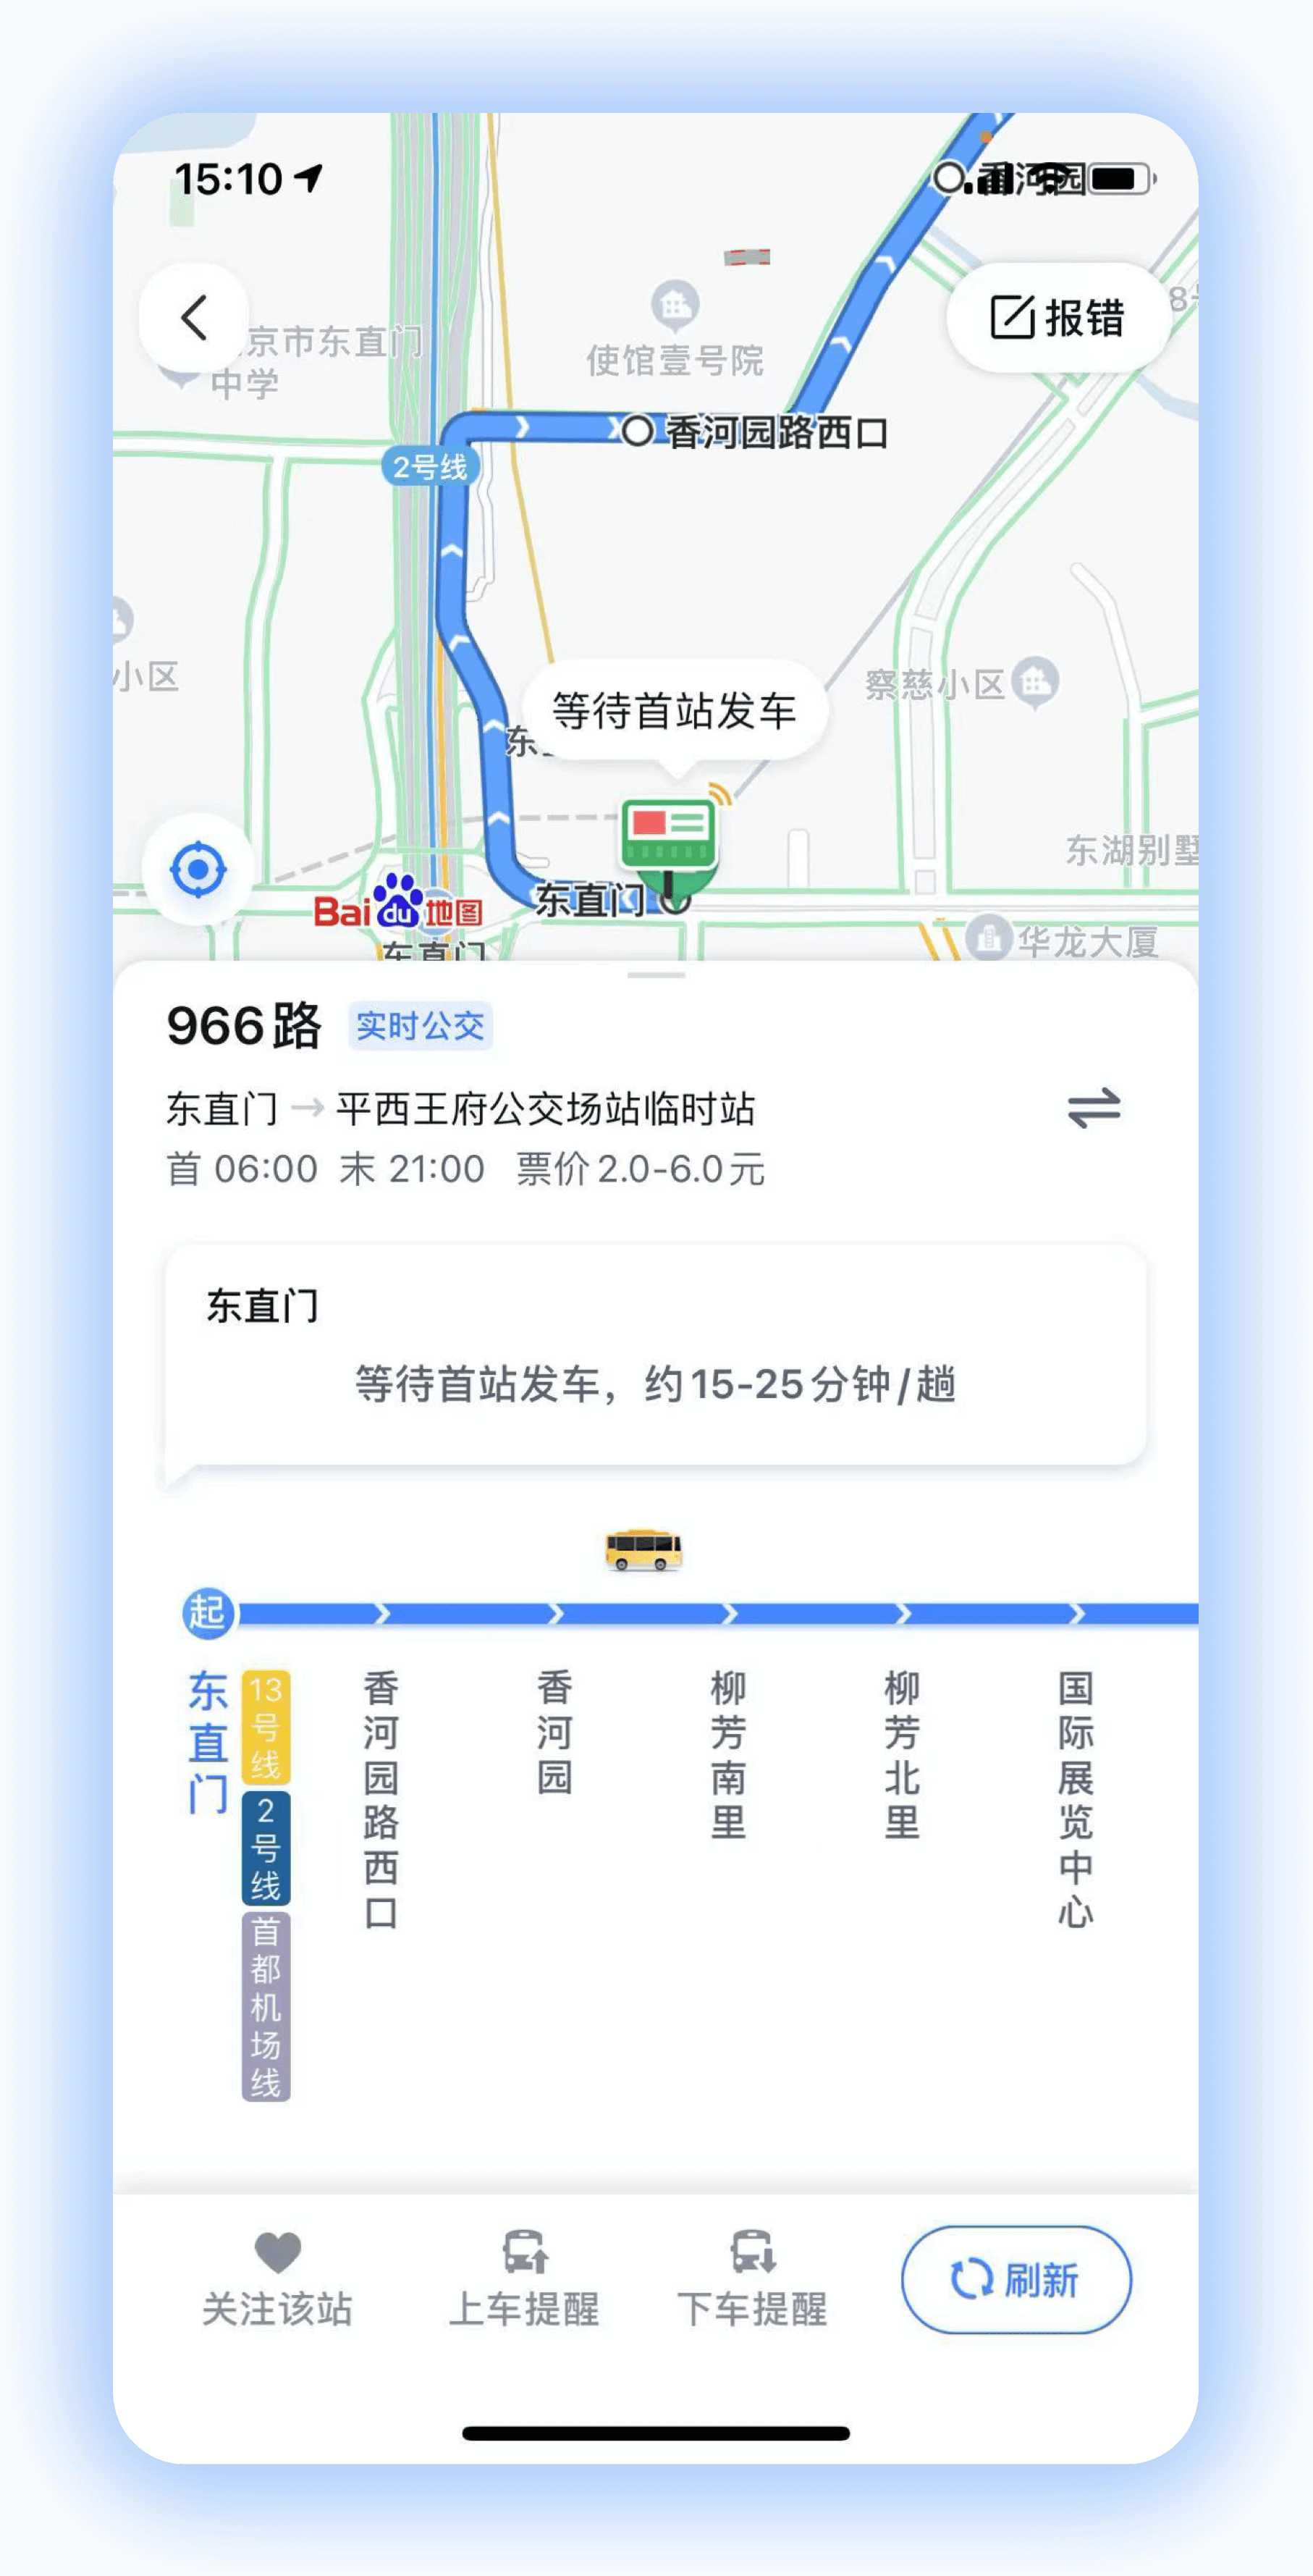 15:10
香河园
报错
京市东直门
中学
使馆壹号院
香河园路西口
2号线
小区
察慈小区
等待首站发车
东湖别墅
Bai du 地图
东直门
东直门
华龙大厦
966路 实时公交
东直门 → 平西王府公交场站临时站
首 06:00 末 21:00 票价2.0-6.0元
东直门
等待首站发车，约15-25分钟/趟
起
东直门
13号线
2号线
首都机场线
香河园路西口
香河园
柳芳南里
柳芳北里
国际展览中心
关注该站
上车提醒
下车提醒
刷新